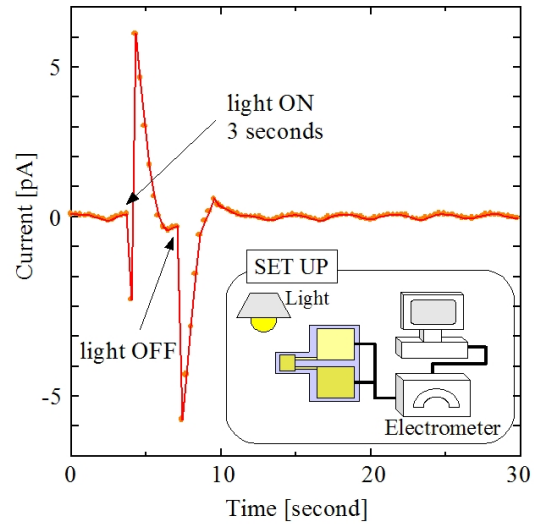 5
0
-5
Current [pA]
light ON
3 seconds
light OFF
SET UP
Light
Electrometer
0
10
20
30
Time [second]